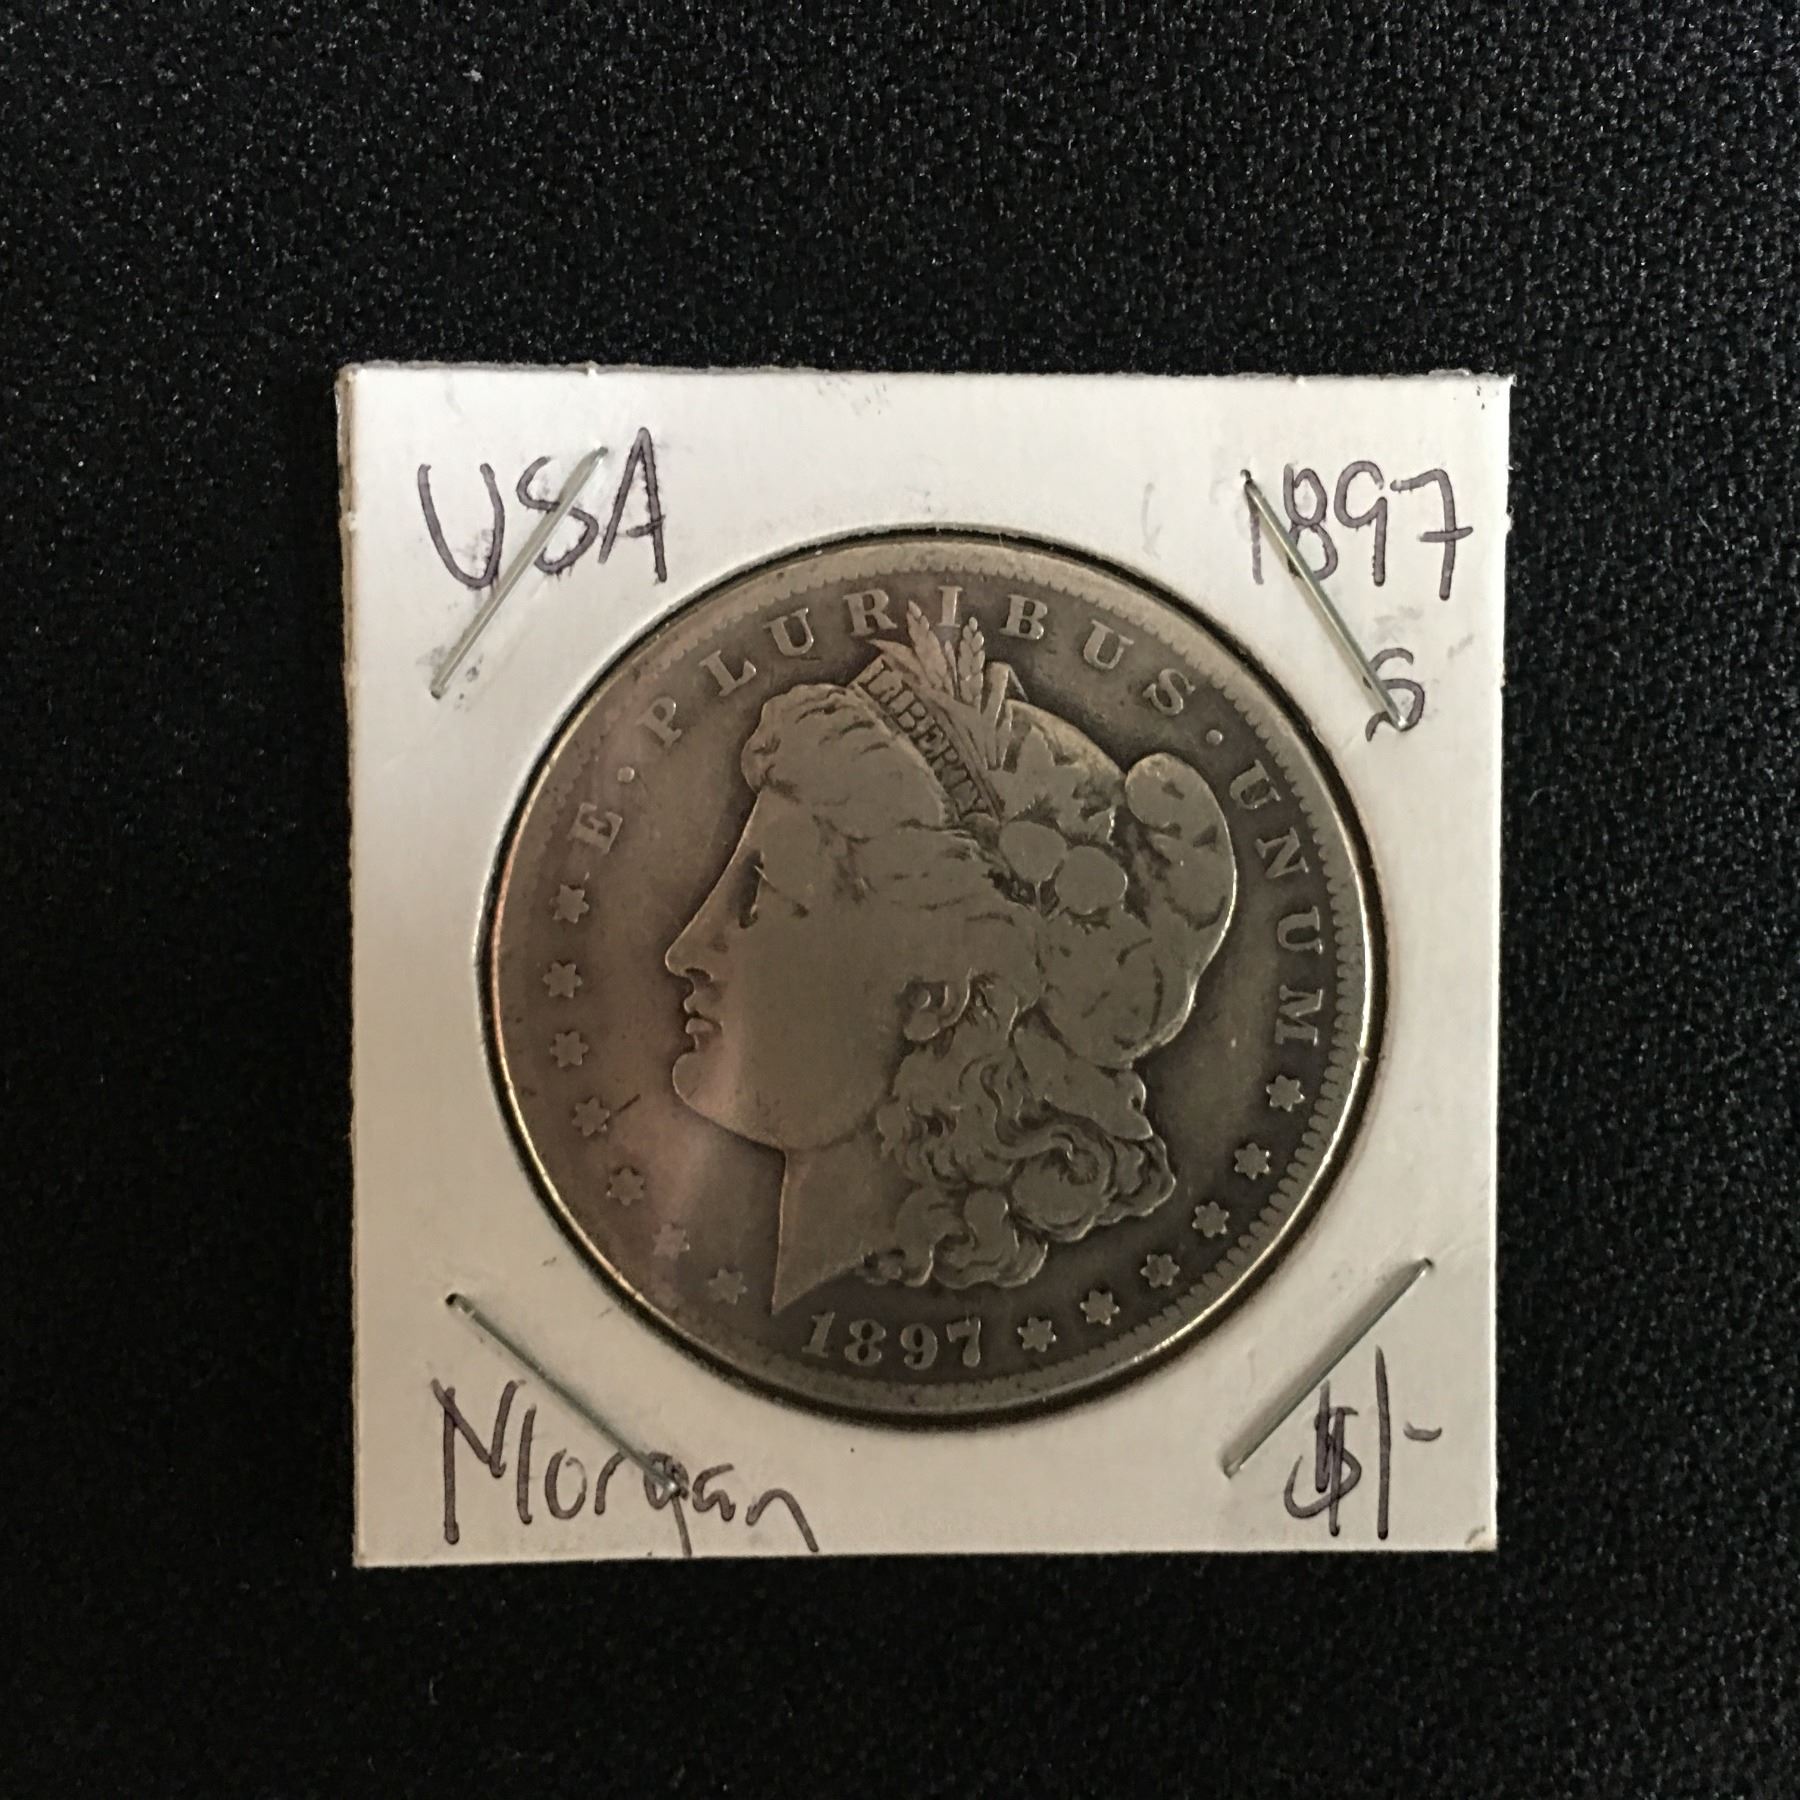 USA
1897
S
E · PLURIBUS · UNUM
LIBERTY
1897
Morgan
$1-